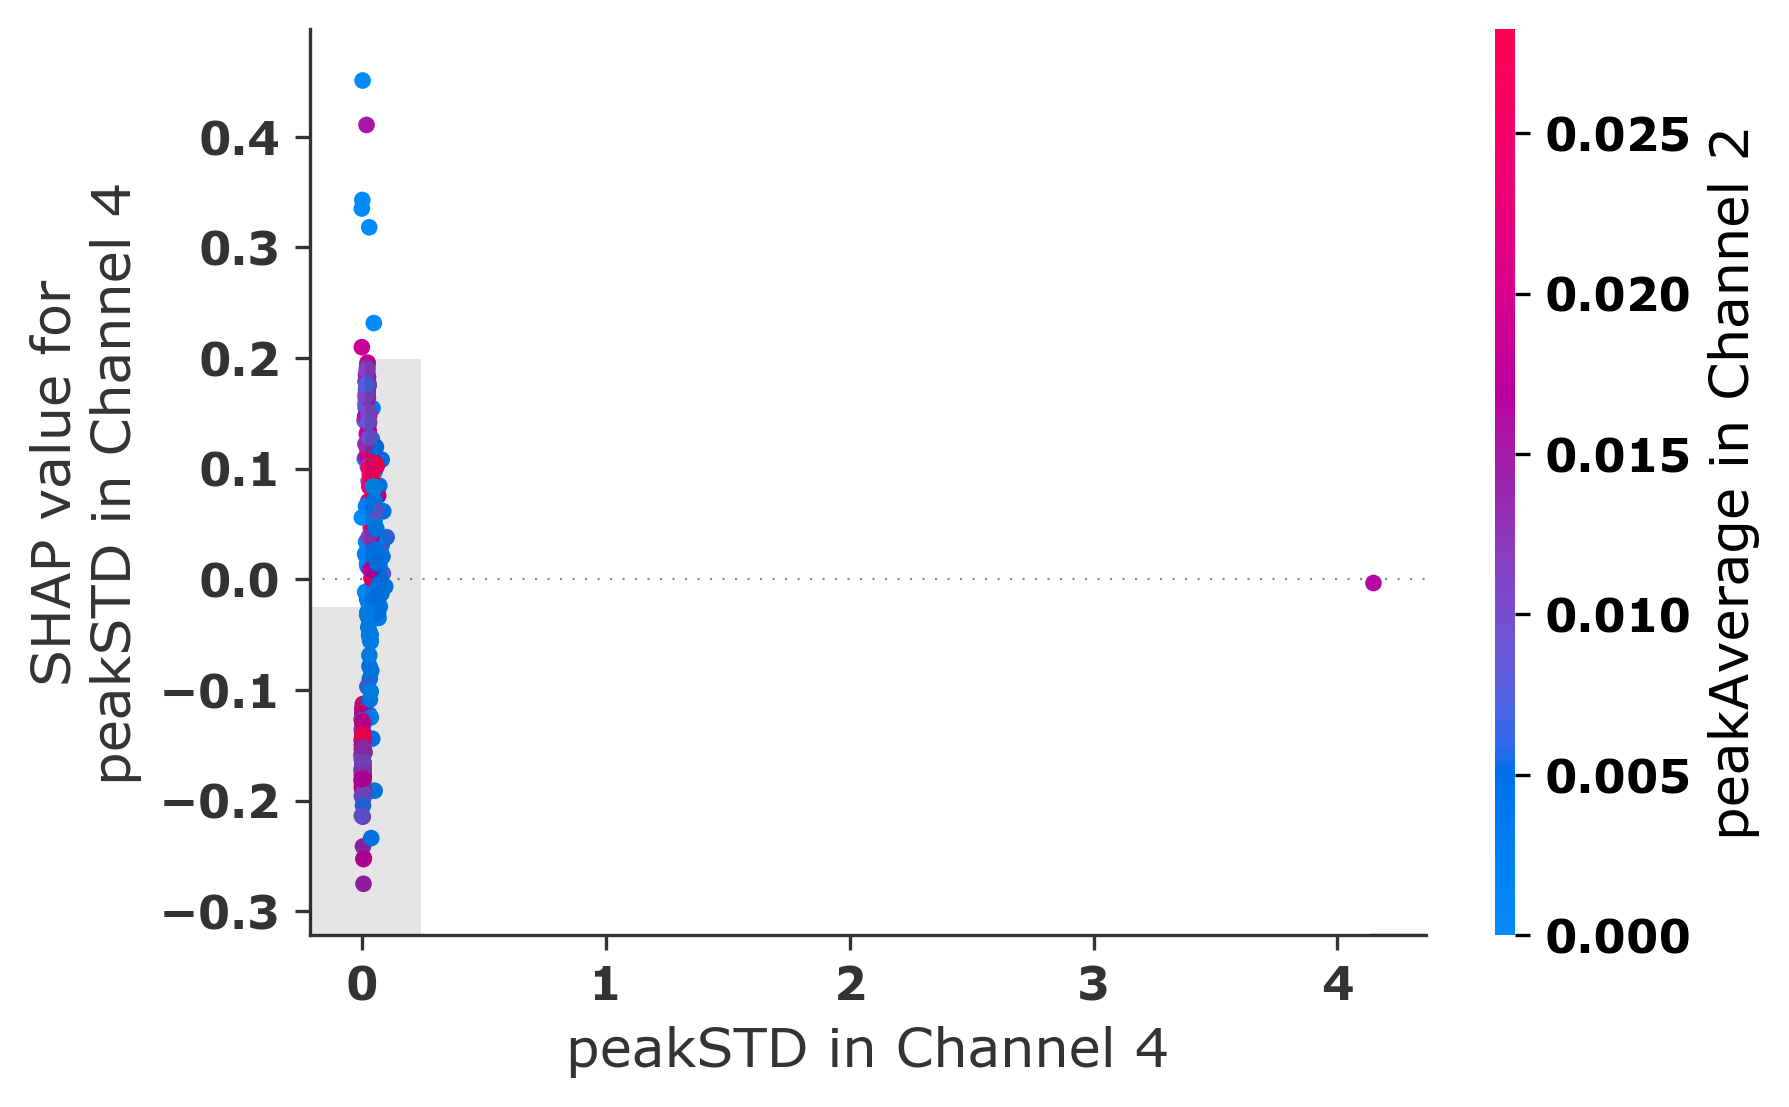 SHAP value for
peakSTD in Channel 4
0.4
0.3
0.2
0.1
0.0
−0.1
−0.2
−0.3
0 1 2 3 4
peakSTD in Channel 4
0.025
0.020
0.015
0.010
0.005
0.000
peakAverage in Channel 2